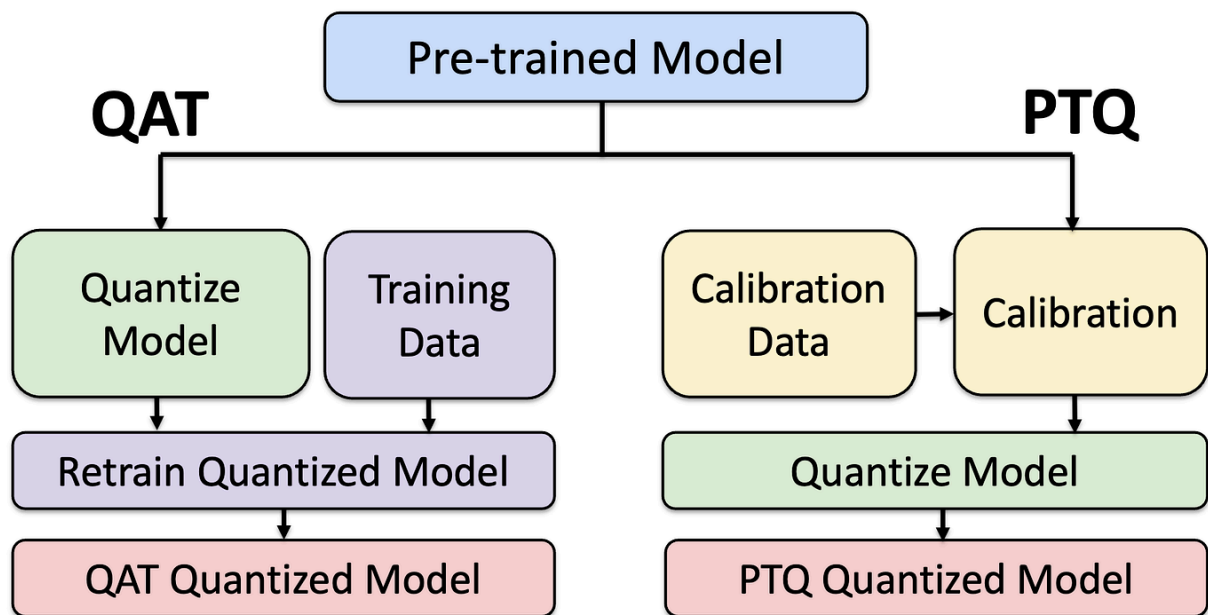 Pre-trained Model
QAT
PTQ
Quantize
Model
Training
Data
Calibration
Data
Calibration
Retrain Quantized Model
Quantize Model
QAT Quantized Model
PTQ Quantized Model